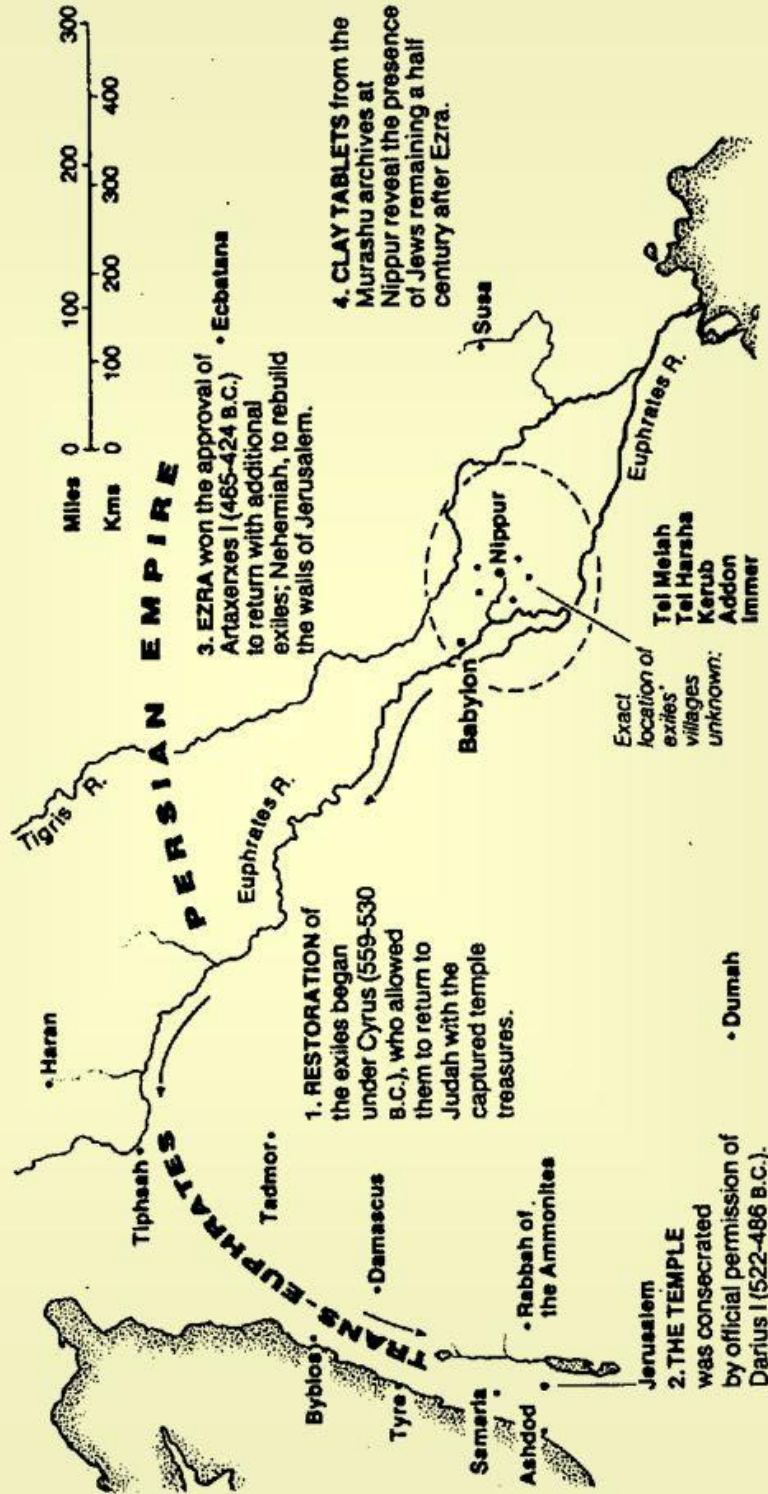 Miles 0 100 200 300
Kms 0 100 200 300 400
PERSIAN EMPIRE
TRANS-EUPHRATES
Tigris R.
Euphrates R.
Euphrates R.
1. RESTORATION of
the exiles began
under Cyrus (559-530
B.C.), who allowed
them to return to
Judah with the
captured temple
treasures.
Jerusalem
2. THE TEMPLE
was consecrated
by official permission of
Darius I (522-486 B.C.).
3. EZRA won the approval of
Artaxerxes I (465-424 B.C.)
to return with additional
exiles; Nehemiah, to rebuild
the walls of Jerusalem.
4. CLAY TABLETS from the
Murashu archives at
Nippur reveal the presence
of Jews remaining a half
century after Ezra.
Haran
Tiphsah
Tadmor
Damascus
Byblos
Tyre
Samaria
Ashdod
Rabbah of
the Ammonites
Dumah
Ecbatana
Susa
Babylon
Nippur
Exact
location of
exiles'
villages
unknown:
Tel Melah
Tel Harsha
Kerub
Addon
Immer